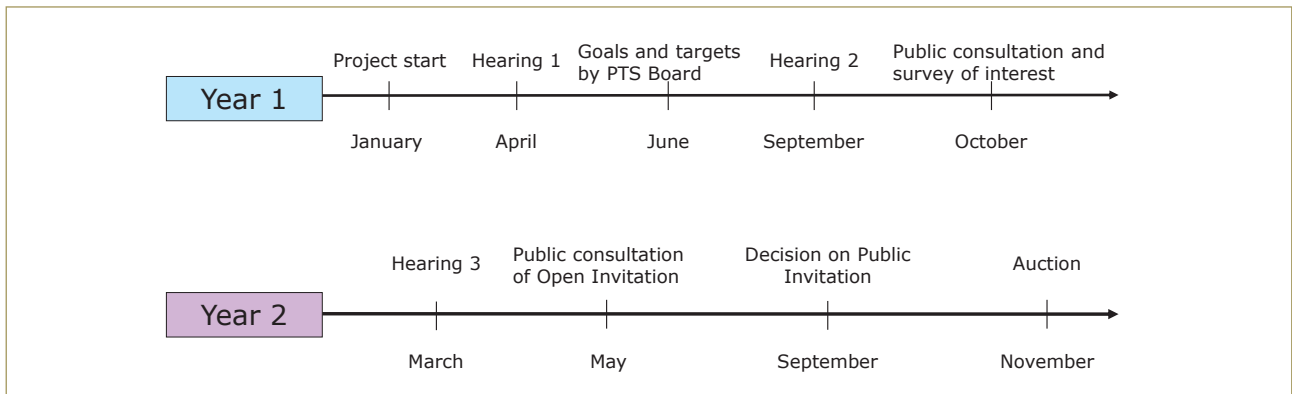 Project start
Hearing 1
Goals and targets
by PTS Board
Hearing 2
Public consultation and
survey of interest
Year 1
January
April
June
September
October
Hearing 3
Public consultation
of Open Invitation
Decision on Public
Invitation
Auction
Year 2
March
May
September
November